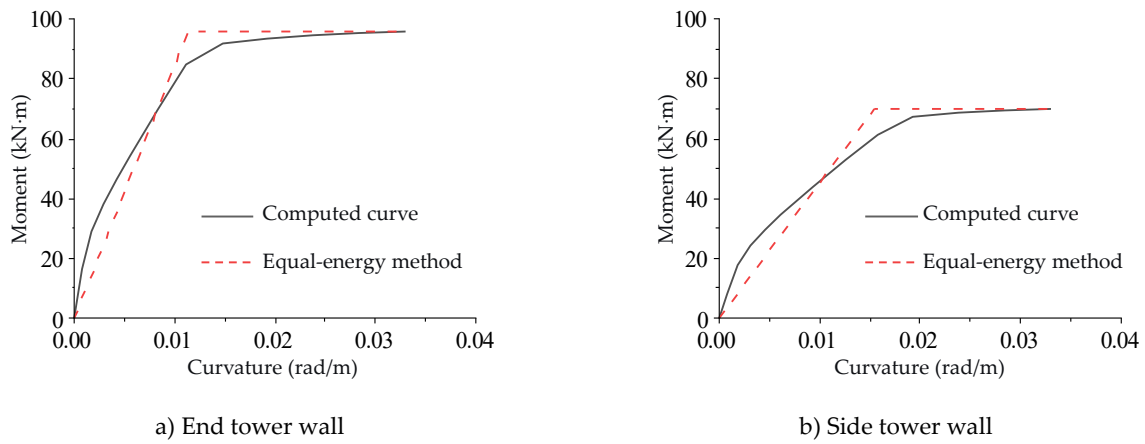 100
80
60
40
20
0
Moment (kN·m)
Computed curve
Equal-energy method
0.00 0.01 0.02 0.03 0.04
Curvature (rad/m)
a) End tower wall
100
80
60
40
20
0
Moment (kN·m)
Computed curve
Equal-energy method
0.00 0.01 0.02 0.03 0.04
Curvature (rad/m)
b) Side tower wall